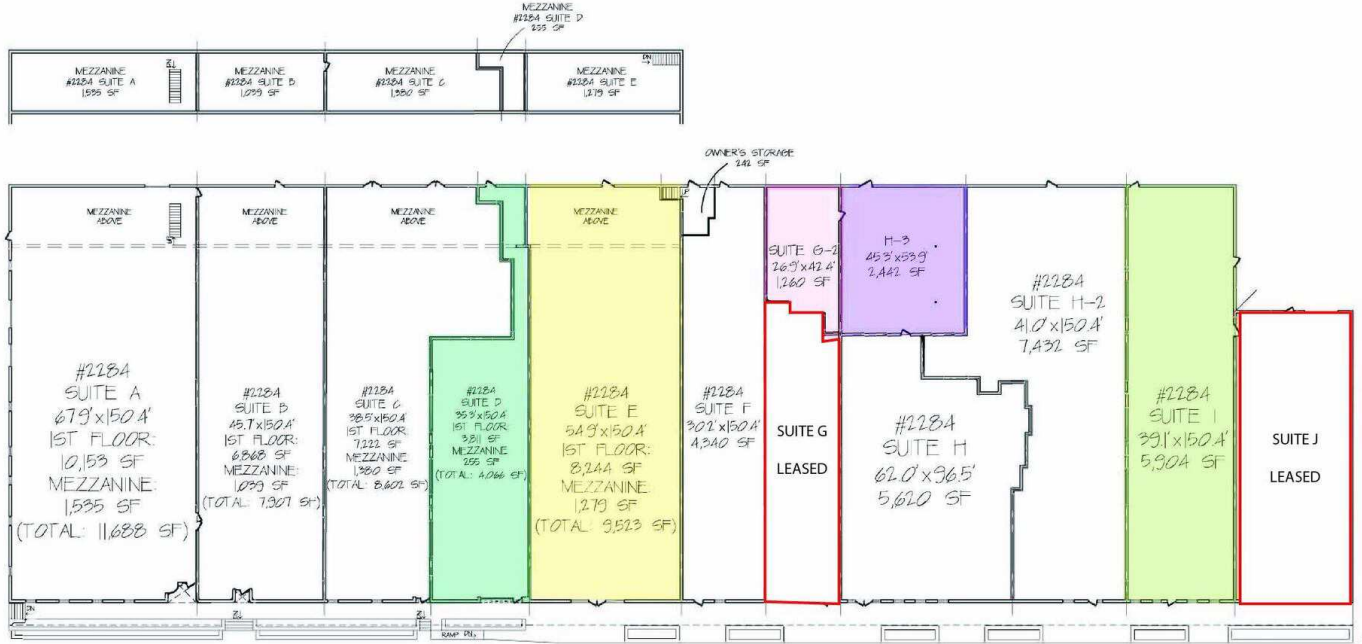 MEZZANINE
#2284 SUITE D
255 SF
MEZZANINE
#2284 SUITE A
1,535 SF
MEZZANINE
#2284 SUITE B
1,039 SF
MEZZANINE
#2284 SUITE C
1,380 SF
MEZZANINE
#2284 SUITE E
1,279 SF
DN
DN
OWNER'S STORAGE
242 SF
MEZZANINE
ABOVE
MEZZANINE
ABOVE
MEZZANINE
ABOVE
MEZZANINE
ABOVE
UP
#2284
SUITE A
67.9'x150.4'
1ST FLOOR:
10,153 SF
MEZZANINE:
1,535 SF
(TOTAL: 11,688 SF)
#2284
SUITE B
45.7'x150.4'
1ST FLOOR:
6,868 SF
MEZZANINE:
1,039 SF
(TOTAL: 7,907 SF)
#2284
SUITE C
38.5'x150.4'
1ST FLOOR:
7,222 SF
MEZZANINE
1,380 SF
(TOTAL: 8,602 SF)
#2284
SUITE D
35.3'x150.4'
1ST FLOOR:
3,811 SF
MEZZANINE
255 SF
(TOTAL: 4,066 SF)
#2284
SUITE E
54.9'x150.4'
1ST FLOOR:
8,244 SF
MEZZANINE:
1,279 SF
(TOTAL: 9,523 SF)
#2284
SUITE F
30.2'x150.4'
4,340 SF
SUITE G-2
26.9'x42.4'
1,260 SF
SUITE G
LEASED
H-3
45.3'x53.9'
2,442 SF
#2284
SUITE H
62.0'x96.5'
5,620 SF
#2284
SUITE H-2
41.0'x150.4'
7,432 SF
#2284
SUITE I
39.1'x150.4'
5,904 SF
SUITE J
LEASED
DN
DN
DN
RAMP DN.